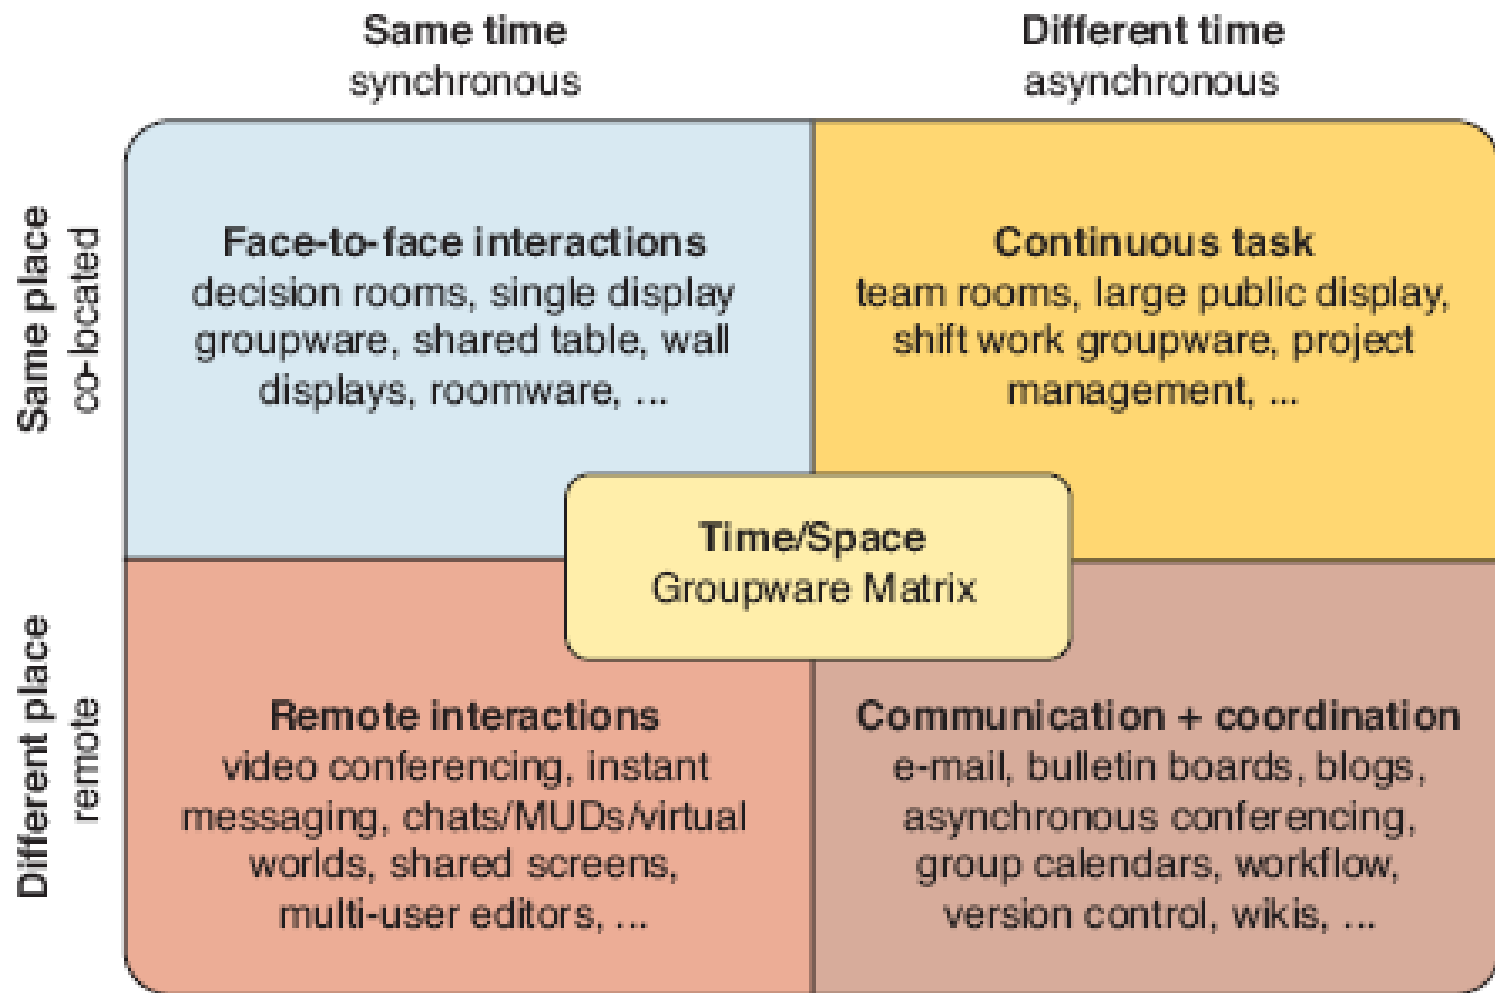 Same time
synchronous
Different time
asynchronous
Same place
co-located
Face-to-face interactions
decision rooms, single display
groupware, shared table, wall
displays, roomware, ...
Continuous task
team rooms, large public display,
shift work groupware, project
management, ...
Time/Space
Groupware Matrix
Different place
remote
Remote interactions
video conferencing, instant
messaging, chats/MUDs/virtual
worlds, shared screens,
multi-user editors, ...
Communication + coordination
e-mail, bulletin boards, blogs,
asynchronous conferencing,
group calendars, workflow,
version control, wikis, ...